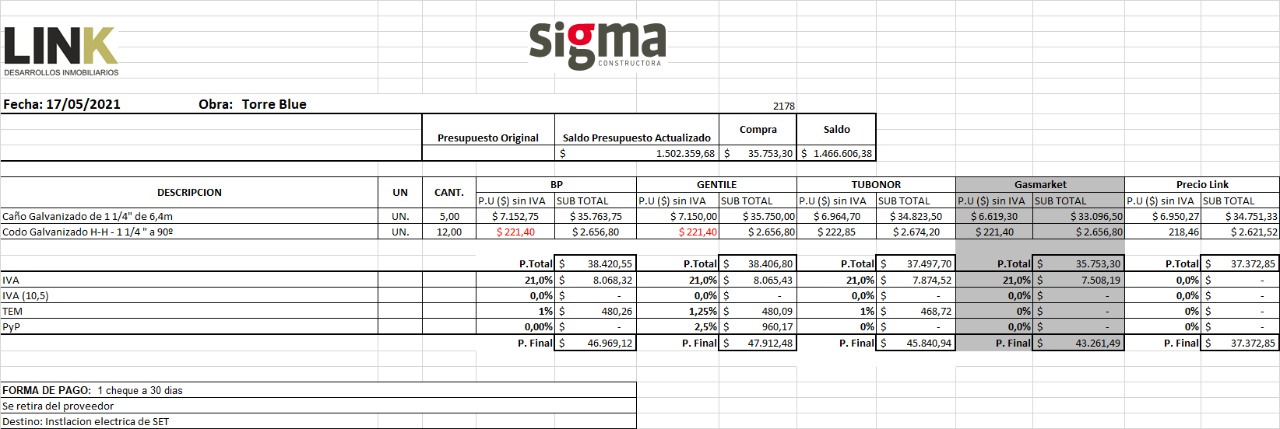 LINK
DESARROLLOS INMOBILIARIOS
sigma
CONSTRUCTORA
Fecha: 17/05/2021 Obra: Torre Blue
2178
Presupuesto Original Saldo Presupuesto Actualizado Compra Saldo
$ 1.502.359,68 $ 35.753,30 $ 1.466.606,38
DESCRIPCION UN CANT. BP GENTILE TUBONOR Gasmarket Precio Link
P.U ($) sin IVA SUB TOTAL P.U ($) sin IVA SUB TOTAL P.U ($) sin IVA SUB TOTAL P.U ($) sin IVA SUB TOTAL P.U ($) sin IVA SUB TOTAL
Caño Galvanizado de 1 1/4" de 6,4m UN. 5,00 $ 7.152,75 $ 35.763,75 $ 7.150,00 $ 35.750,00 $ 6.964,70 $ 34.823,50 $ 6.619,30 $ 33.096,50 $ 6.950,27 $ 34.751,33
Codo Galvanizado H-H - 1 1/4 " a 90º UN. 12,00 $ 221,40 $ 2.656,80 $ 221,40 $ 2.656,80 $ 222,85 $ 2.674,20 $ 221,40 $ 2.656,80 218,46 $ 2.621,52
P.Total $ 38.420,55 P.Total $ 38.406,80 P.Total $ 37.497,70 P.Total $ 35.753,30 P.Total $ 37.372,85
IVA 21,0% $ 8.068,32 21,0% $ 8.065,43 21,0% $ 7.874,52 21,0% $ 7.508,19 0,0% $ -
IVA (10,5) 0,0% $ - 0,0% $ - 0,0% $ - 0,0% $ - 0,0% $ -
TEM 1% $ 480,26 1,25% $ 480,09 1% $ 468,72 0% $ - 0% $ -
PyP 0,00% $ - 2,5% $ 960,17 0% $ - 0,0% $ - 0% $ -
P. Final $ 46.969,12 P. Final $ 47.912,48 P. Final $ 45.840,94 P. Final $ 43.261,49 P. Final $ 37.372,85
FORMA DE PAGO: 1 cheque a 30 dias
Se retira del proveedor
Destino: Instlacion electrica de SET